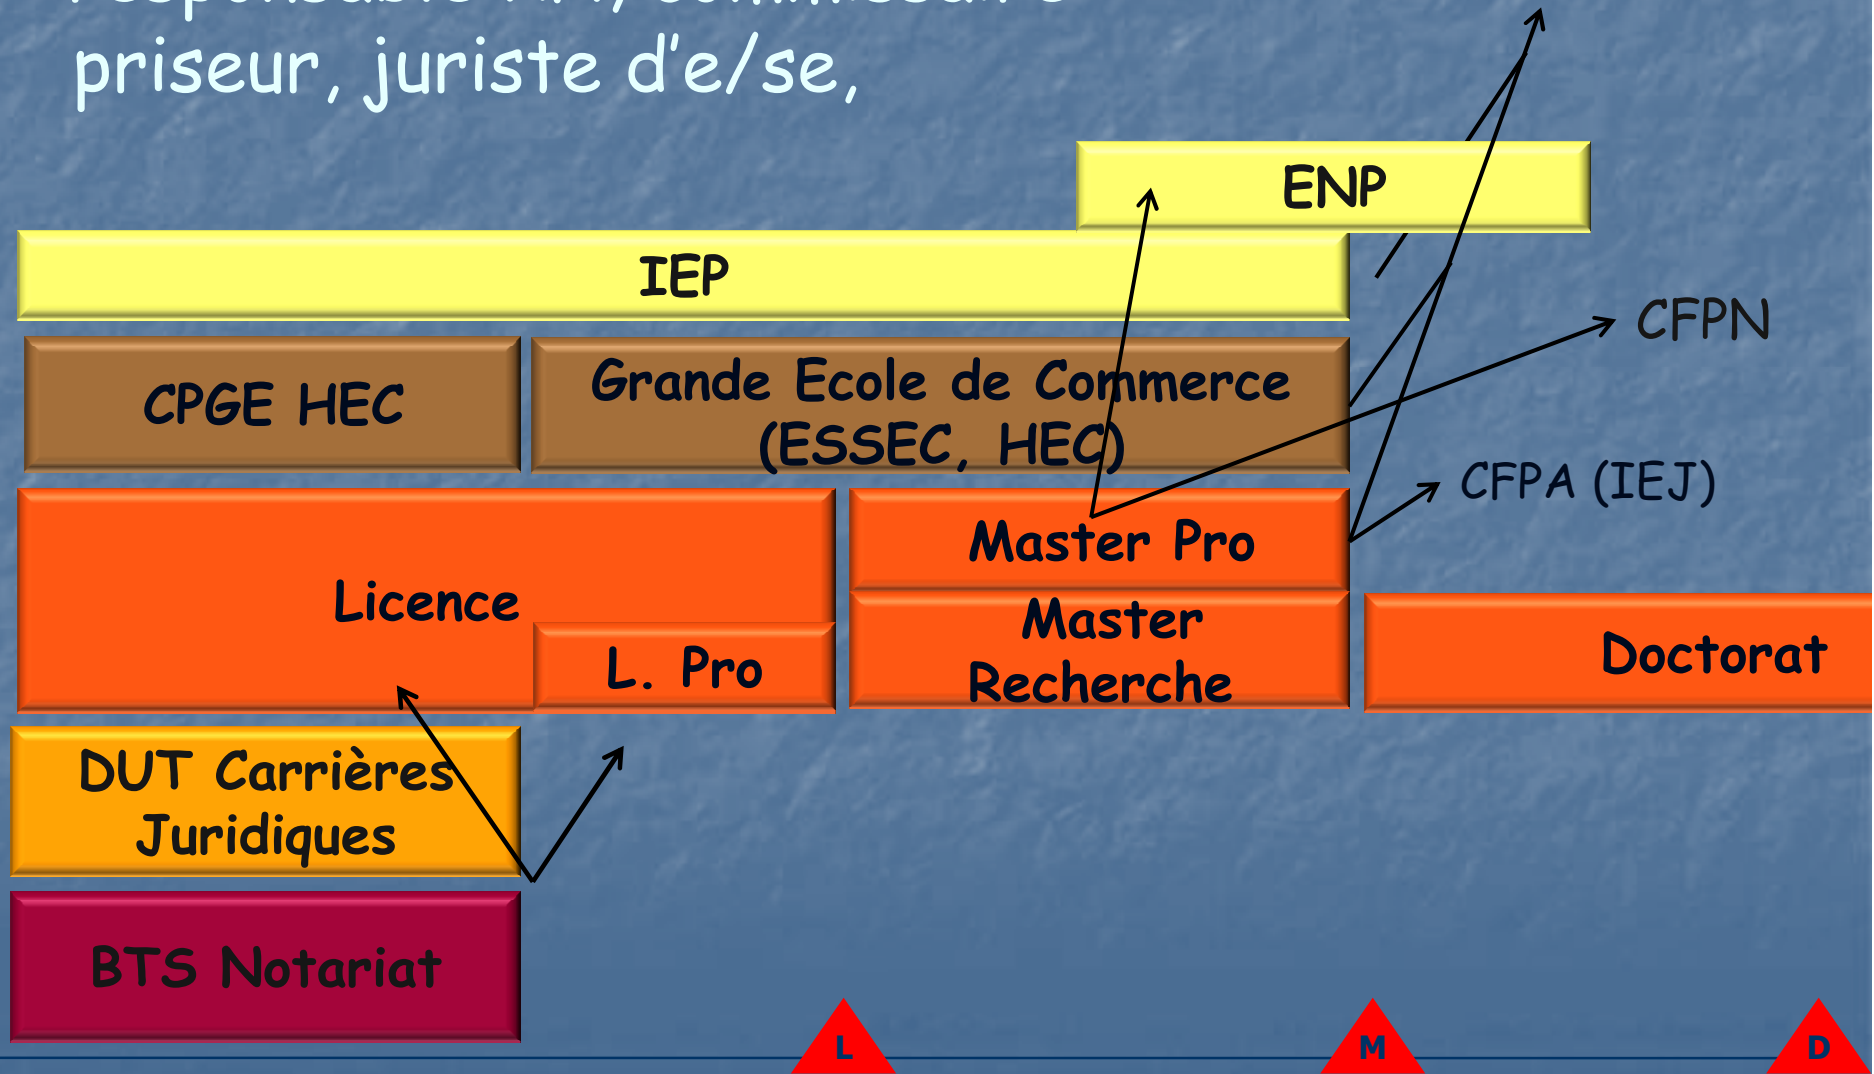 priseur, juriste d'e/se,
ENP
IEP
CFPN
CPGE HEC
Grande Ecole de Commerce
(ESSEC, HEC)
CFPA (IEJ)
Master Pro
Licence
Master
Recherche
L. Pro
Doctorat
DUT Carrières
Juridiques
BTS Notariat
L
M
D